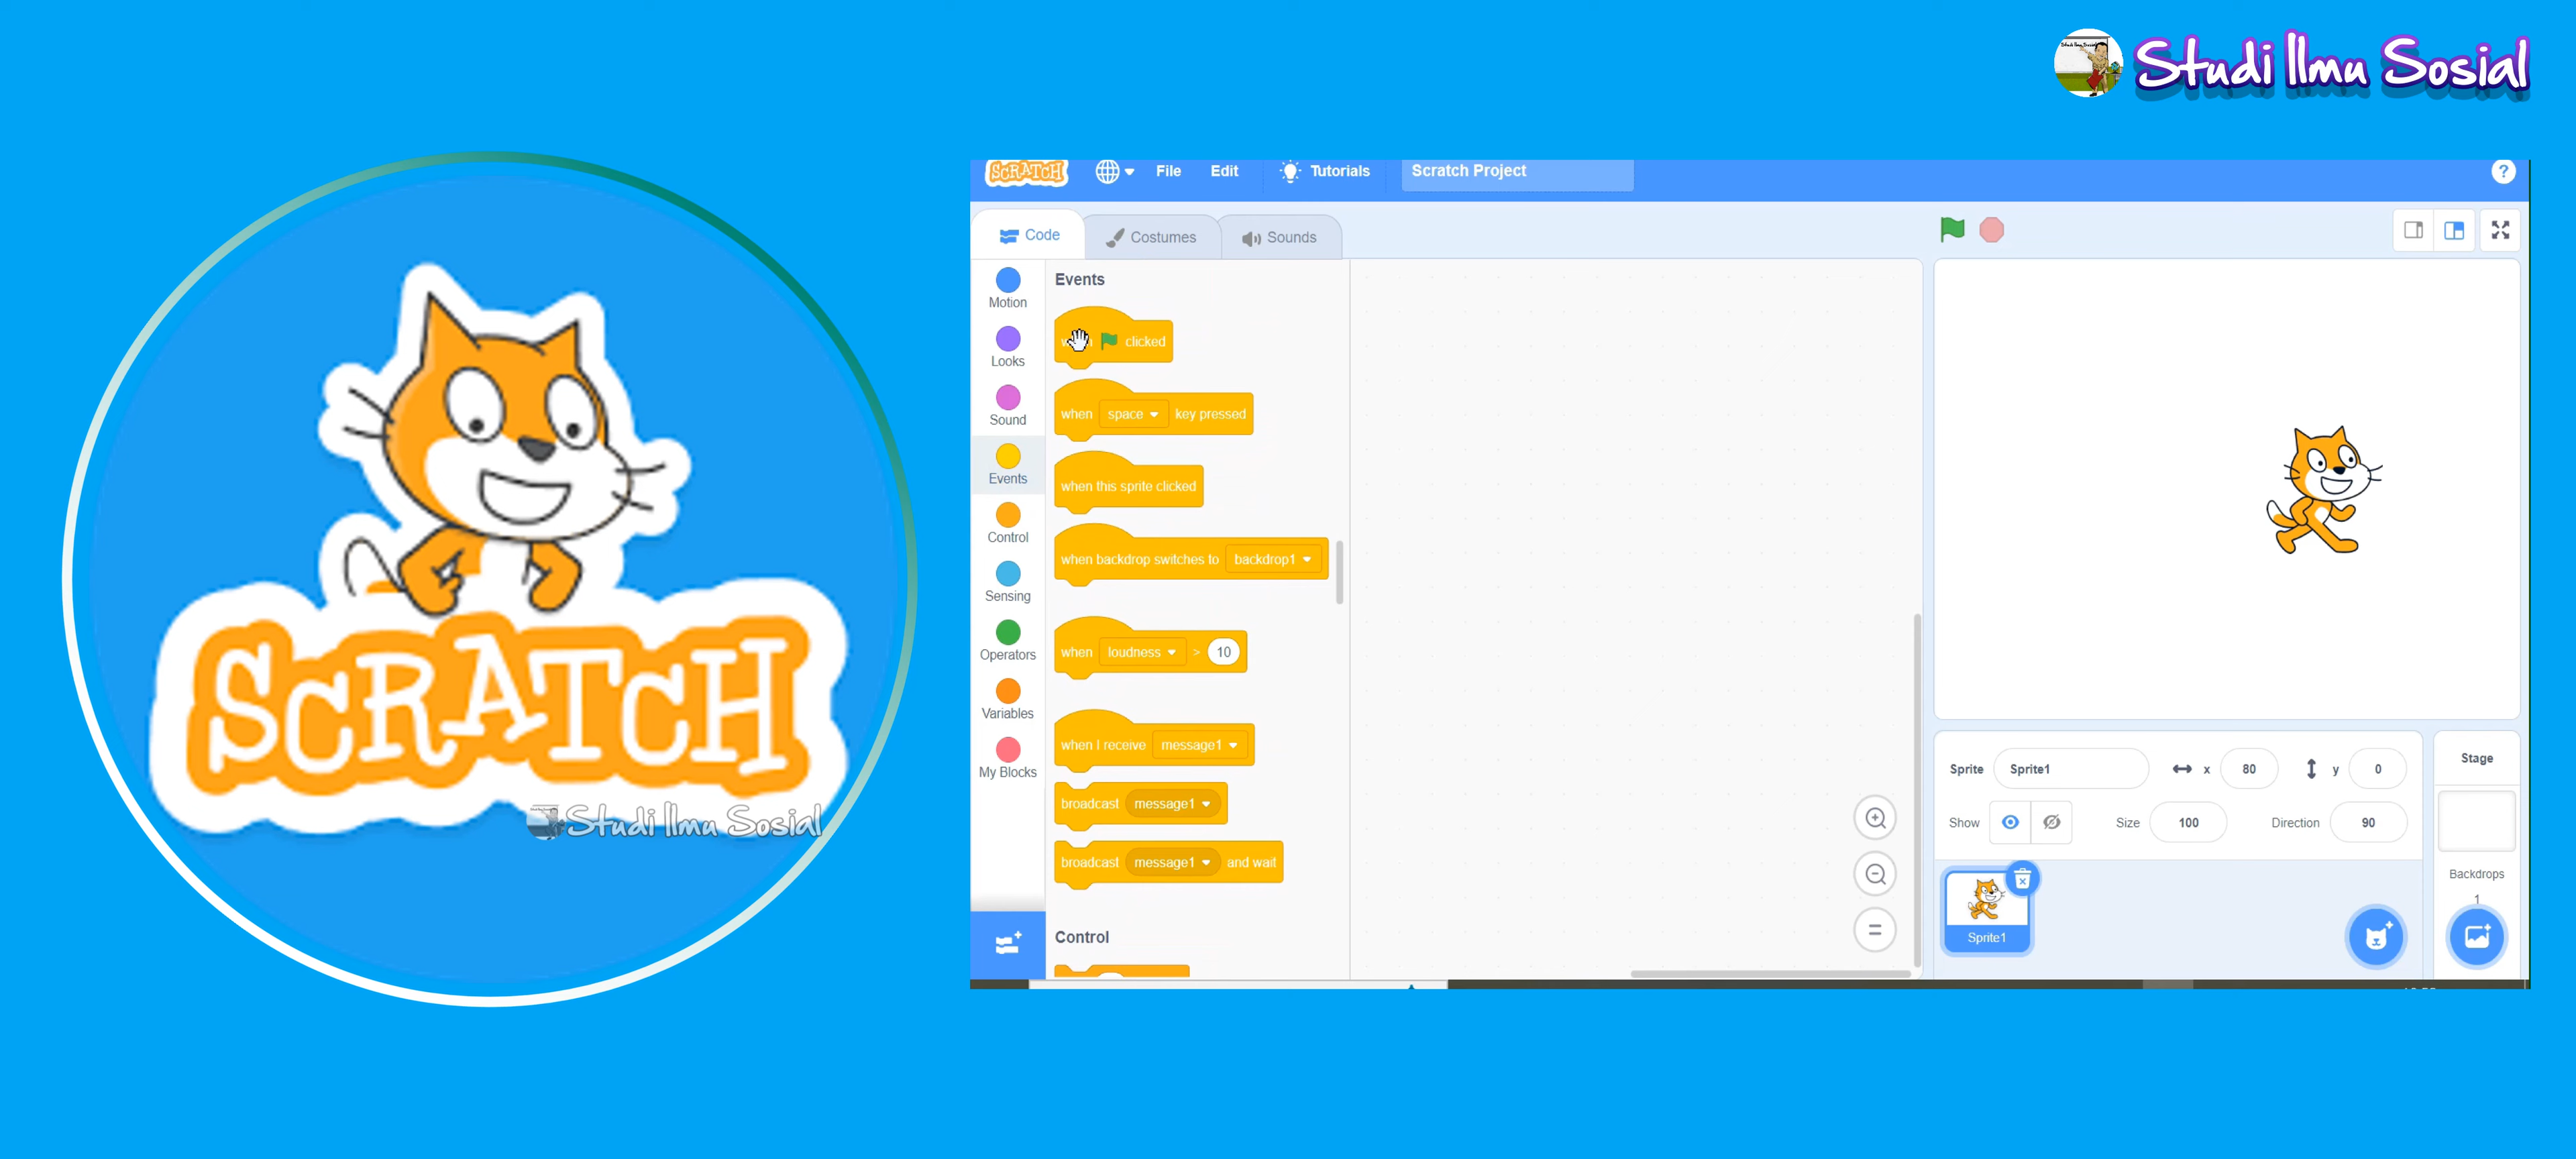 Studi Ilmu Sosial
SCRATCH
Studi Ilmu Sosial
SCRATCH File Edit Tutorials Scratch Project ?
Code Costumes Sounds
Motion
Looks
Sound
Events
Control
Sensing
Operators
Variables
My Blocks
Events
clicked
when space key pressed
when this sprite clicked
when backdrop switches to backdrop1
when loudness > 10
when I receive message1
broadcast message1
broadcast message1 and wait
Control
Sprite Sprite1 x 80 y 0
Show Size 100 Direction 90
Sprite1
Stage
Backdrops
1